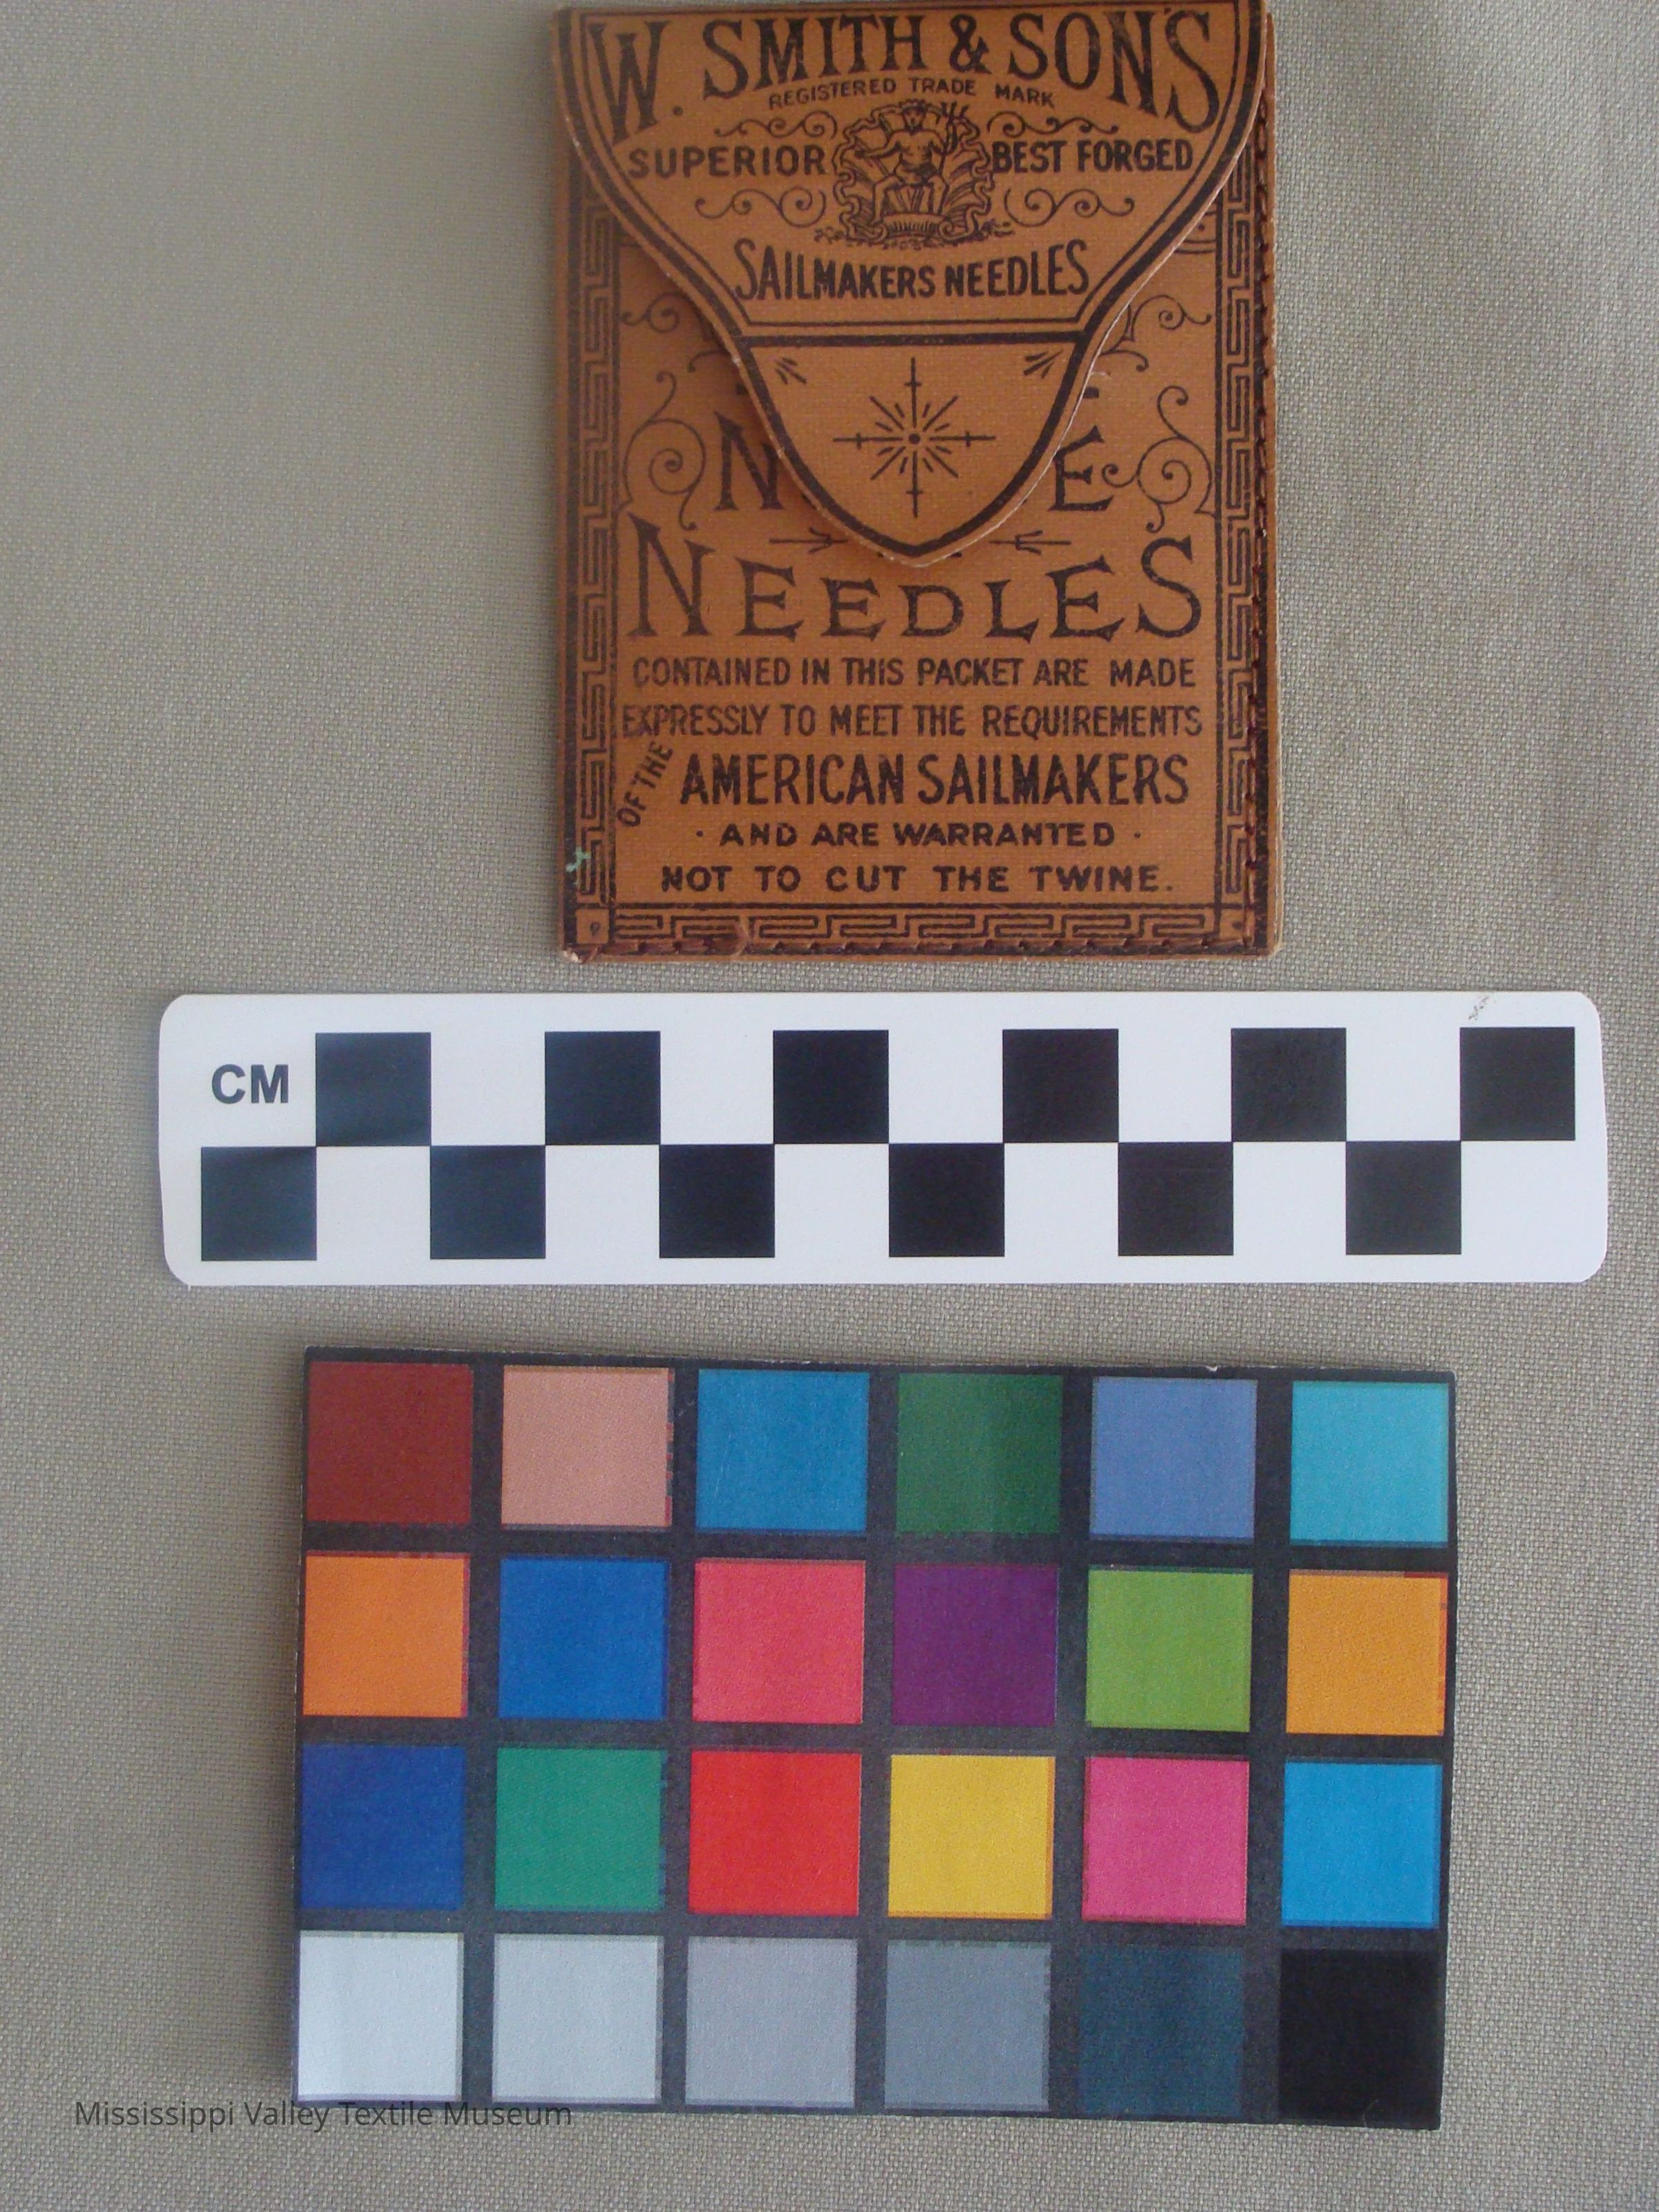 W. SMITH & SON'S
REGISTERED TRADE MARK
SUPERIOR BEST FORGED
SAILMAKERS NEEDLES
NEEDLES
CONTAINED IN THIS PACKET ARE MADE
EXPRESSLY TO MEET THE REQUIREMENTS
OF THE AMERICAN SAILMAKERS
· AND ARE WARRANTED ·
NOT TO CUT THE TWINE.
CM
Mississippi Valley Textile Museum